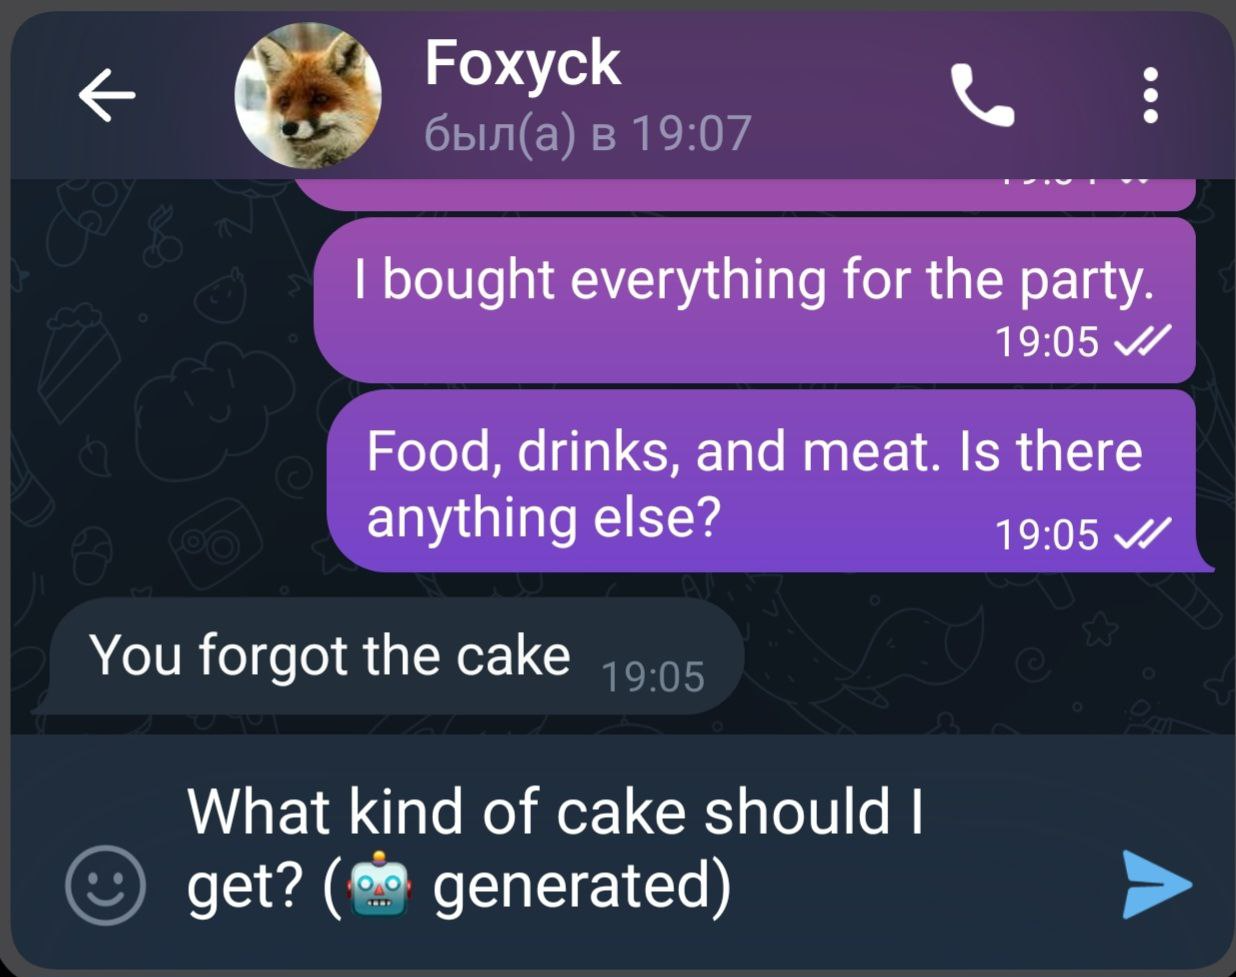 Foxyck
был(а) в 19:07
I bought everything for the party.
19:05
Food, drinks, and meat. Is there
anything else?
19:05
You forgot the cake
19:05
What kind of cake should I
get? (🤖 generated)